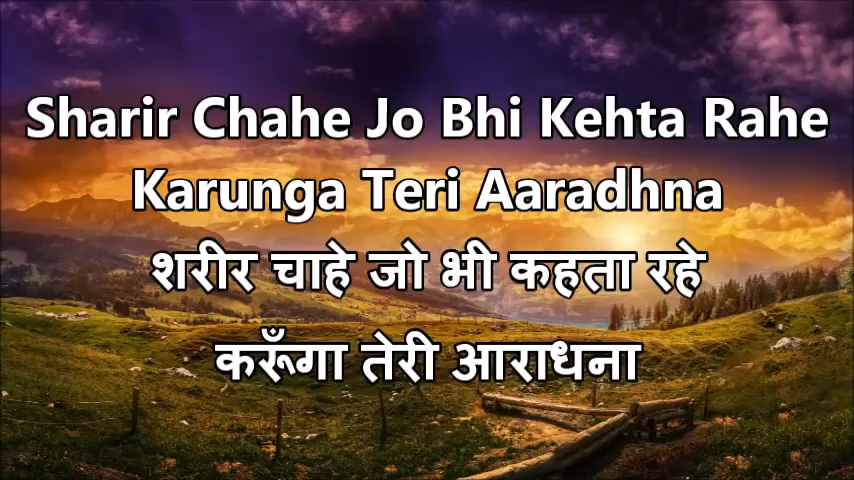 Sharir Chahe Jo Bhi Kehta Rahe
Karunga Teri Aaradhna
शरीर चाहे जो भी कहता रहे
करूँगा तेरी आराधना